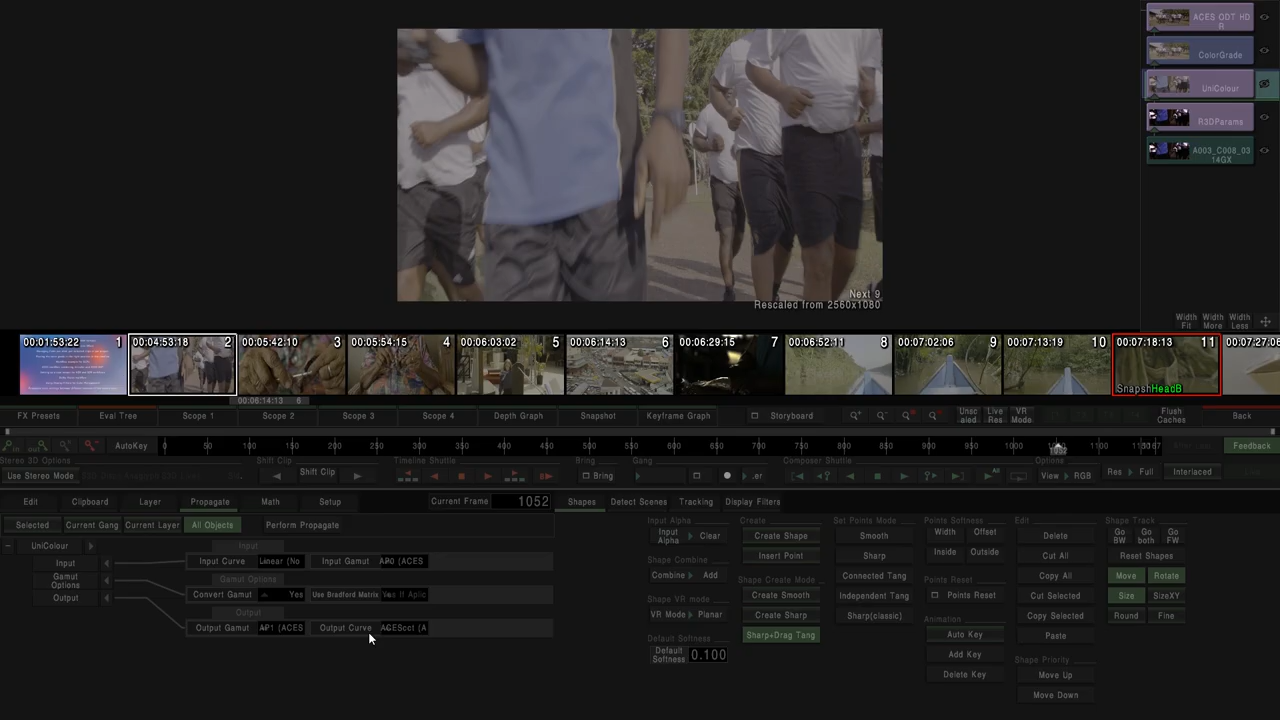 ACES ODT HD
R
ColorGrade
UniColour
R3DParams
A003_C008_03
14GX
Next 9
Rescaled from 2560x1080
Width Fit Width More Width Less
00:01:53:22 1 00:04:53:18 2 00:05:42:10 3 00:05:54:15 4 00:06:03:02 5 00:06:14:13 6 00:06:29:15 7 00:06:52:11 8 00:07:02:06 9 00:07:13:19 10 00:07:18:13 11 00:07:27:06
SnapshHeadB
00:06:14:13 6
FX Presets Eval Tree Scope 1 Scope 2 Scope 3 Scope 4 Depth Graph Snapshot Keyframe Graph Storyboard Unsc aled Live Res VR Mode Flush Caches Back
AutoKey 0 50 100 150 200 250 300 350 400 450 500 550 600 650 700 750 800 850 900 950 1000 1100 Feedback
Stereo 3D Options Shift Clip Timeline Shuttle Bring Gang Composer Shuttle Options
Use Stereo Mode Shift Clip Bring .er All View RGB Res Full Interlaced
Edit Clipboard Layer Propagate Math Setup Current Frame 1052 Shapes Detect Scenes Tracking Display Filters
Selected Current Gang Current Layer All Objects Perform Propagate
UniColour Input
Input Input Curve Linear (No Input Gamut AP0 (ACES
Gamut Options Gamut Options
Convert Gamut Yes Use Bradford Matrix Yes If Aplic
Output Output
Output Gamut AP1 (ACES Output Curve ACEScct (A
Input Alpha Create Set Points Mode Points Softness Edit Shape Track
Input Alpha Clear Create Shape Smooth Width Offset Delete Go BW Go both Go FW
Insert Point Sharp Inside Outside Cut All Reset Shapes
Shape Combine Shape Create Mode Points Reset
Combine Add Create Smooth Connected Tang Points Reset Copy All Move Rotate
Shape VR mode Independent Tang Cut Selected Size SizeXY
VR Mode Planar Create Sharp Sharp(classic) Animation Copy Selected Round Fine
Default Softness Sharp+Drag Tang Auto Key Paste
Default Softness 0.100 Add Key Shape Priority
Delete Key Move Up
Move Down